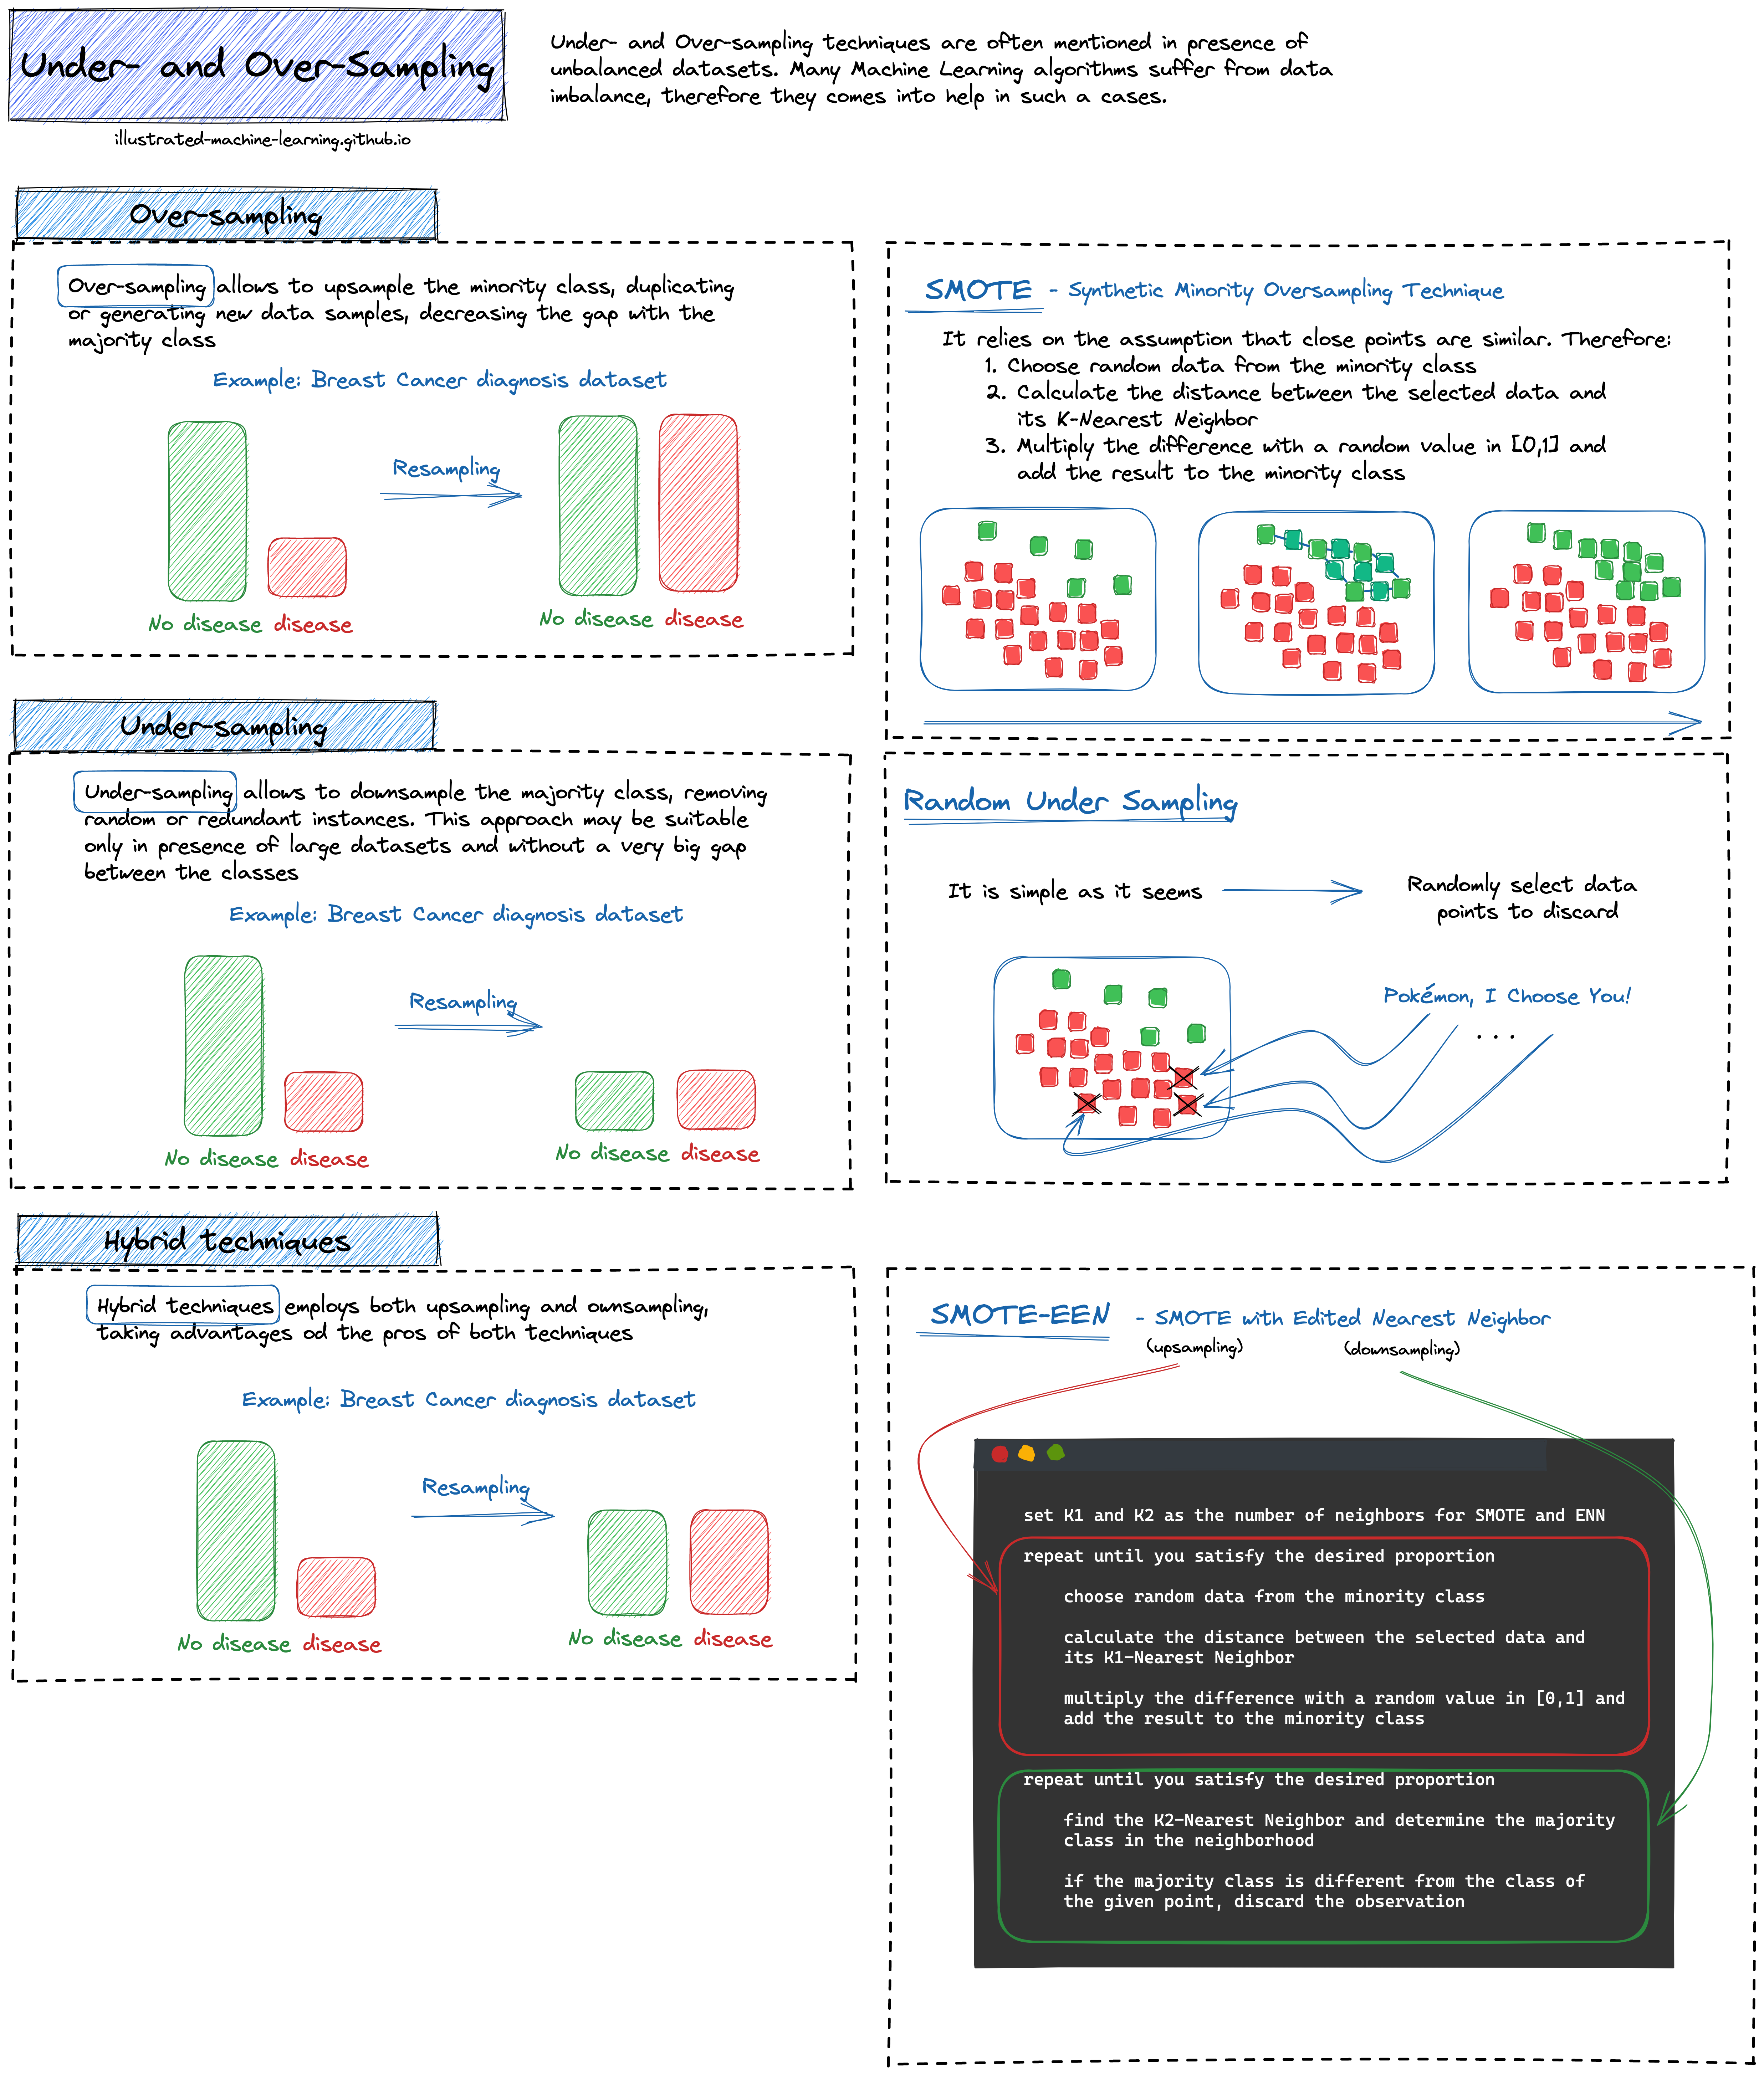 Under- and Over-Sampling
illustrated-machine-learning.github.io
Under- and Over-sampling techniques are often mentioned in presence of
unbalanced datasets. Many Machine Learning algorithms suffer from data
imbalance, therefore they comes into help in such a cases.
Over-sampling
Over-sampling allows to upsample the minority class, duplicating
or generating new data samples, decreasing the gap with the
majority class
Example: Breast Cancer diagnosis dataset
Resampling
No disease disease
No disease disease
SMOTE - Synthetic Minority Oversampling Technique
It relies on the assumption that close points are similar. Therefore:
1. Choose random data from the minority class
2. Calculate the distance between the selected data and
its K-Nearest Neighbor
3. Multiply the difference with a random value in [0,1] and
add the result to the minority class
Under-sampling
Under-sampling allows to downsample the majority class, removing
random or redundant instances. This approach may be suitable
only in presence of large datasets and without a very big gap
between the classes
Example: Breast Cancer diagnosis dataset
Resampling
No disease disease
No disease disease
Random Under Sampling
It is simple as it seems
Randomly select data
points to discard
Pokémon, I Choose You!
...
Hybrid techniques
Hybrid techniques employs both upsampling and ownsampling,
taking advantages od the pros of both techniques
Example: Breast Cancer diagnosis dataset
Resampling
No disease disease
No disease disease
SMOTE-EEN - SMOTE with Edited Nearest Neighbor
(upsampling) (downsampling)
set K1 and K2 as the number of neighbors for SMOTE and ENN
repeat until you satisfy the desired proportion
choose random data from the minority class
calculate the distance between the selected data and
its K1-Nearest Neighbor
multiply the difference with a random value in [0,1] and
add the result to the minority class
repeat until you satisfy the desired proportion
find the K2-Nearest Neighbor and determine the majority
class in the neighborhood
if the majority class is different from the class of
the given point, discard the observation